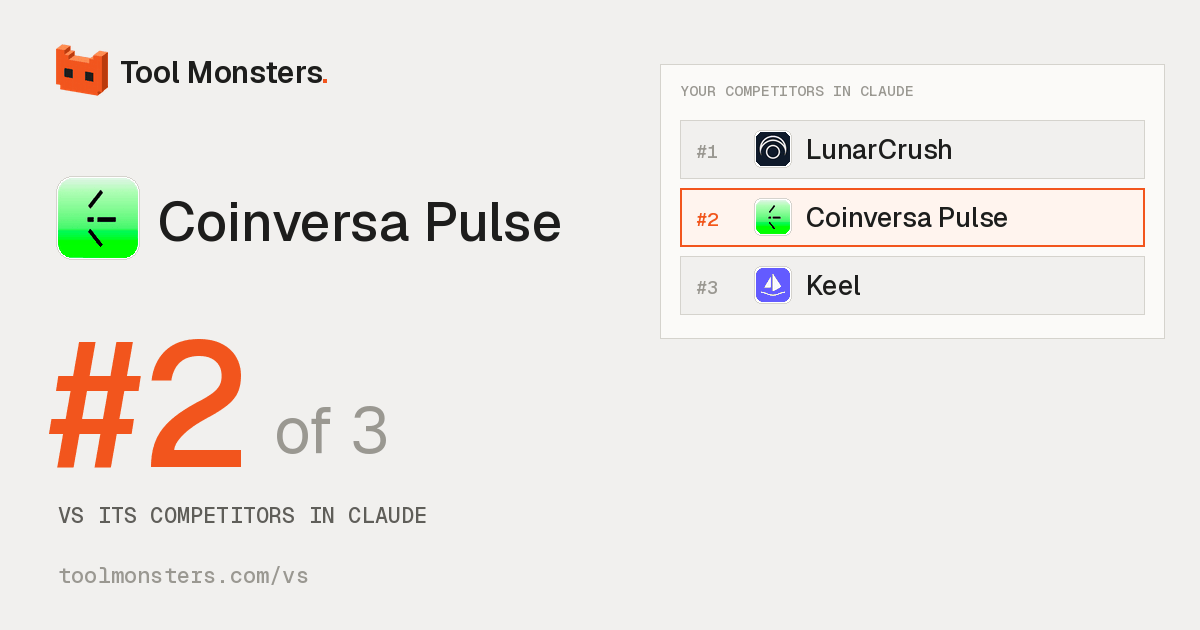 Tool Monsters.
Coinversa Pulse
#2 of 3
VS ITS COMPETITORS IN CLAUDE
toolmonsters.com/vs
YOUR COMPETITORS IN CLAUDE
#1 LunarCrush
#2 Coinversa Pulse
#3 Keel